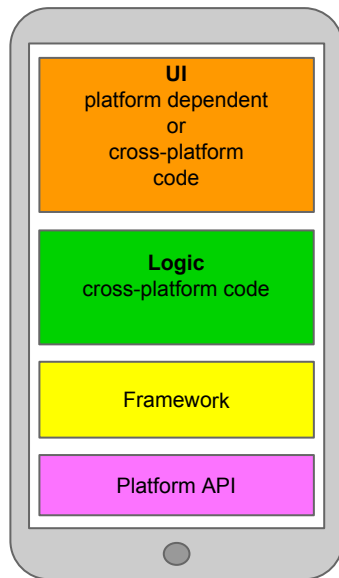 UI
platform dependent
or
cross-platform
code
Logic
cross-platform code
Framework
Platform API